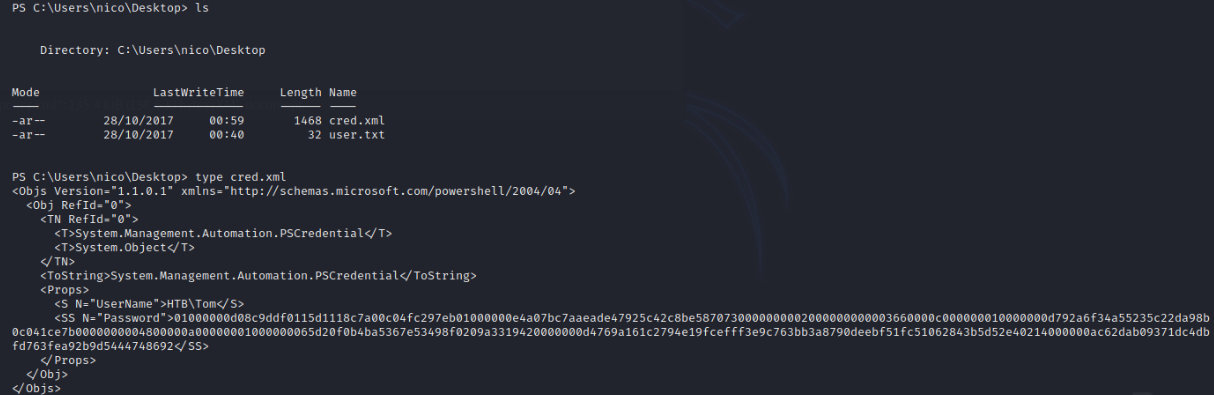 PS C:\Users\nico\Desktop> ls
Directory: C:\Users\nico\Desktop
Mode LastWriteTime Length Name
---- ------------- ------ ----
-ar-- 28/10/2017 00:59 1468 cred.xml
-ar-- 28/10/2017 00:40 32 user.txt
PS C:\Users\nico\Desktop> type cred.xml
<Objs Version="1.1.0.1" xmlns="http://schemas.microsoft.com/powershell/2004/04">
<Obj RefId="0">
<TN RefId="0">
<T>System.Management.Automation.PSCredential</T>
<T>System.Object</T>
</TN>
<ToString>System.Management.Automation.PSCredential</ToString>
<Props>
<S N="UserName">HTB\Tom</S>
<SS N="Password">01000000d08c9ddf0115d1118c7a00c04fc297eb01000000e4a07bc7aaeade47925c42c8be5870730000000002000000000003660000c000000010000000d792a6f34a55235c22da98b
0c041ce7b0000000004800000a00000001000000065d20f0b4ba5367e53498f0209a3319420000000d4769a161c2794e19fcefff3e9c763bb3a8790deebf51fc51062843b5d52e40214000000ac62dab09371dc4db
fd763fea92b9d5444748692</SS>
</Props>
</Obj>
</Objs>